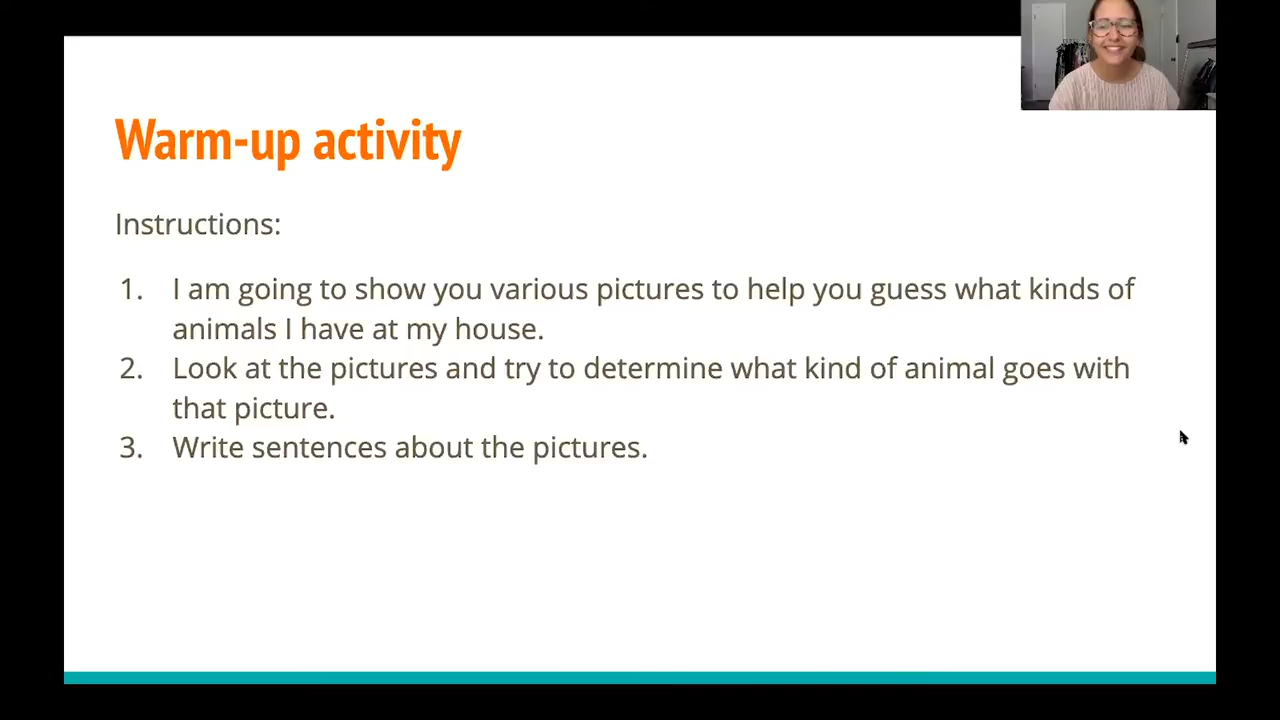 Warm-up activity
Instructions:
1. I am going to show you various pictures to help you guess what kinds of
animals I have at my house.
2. Look at the pictures and try to determine what kind of animal goes with
that picture.
3. Write sentences about the pictures.